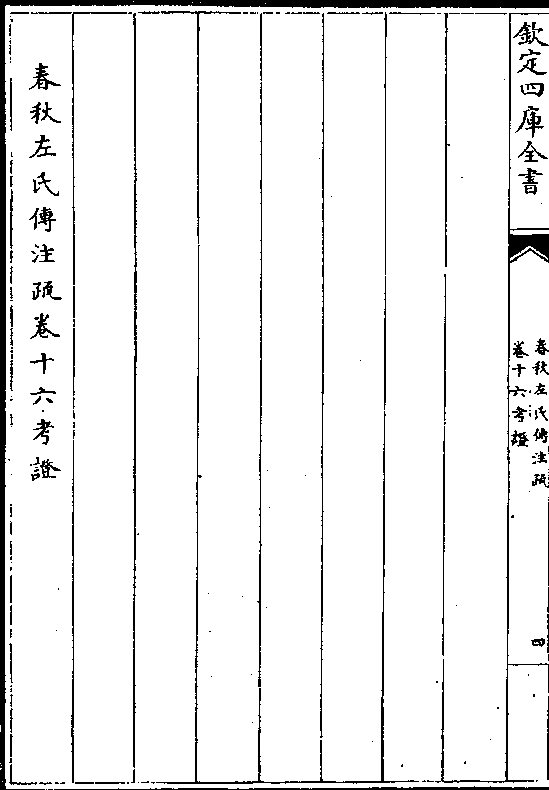 欽定四庫全書
春秋左氏傳注疏
卷十六考證
四
春秋左氏傳注疏卷十六考證